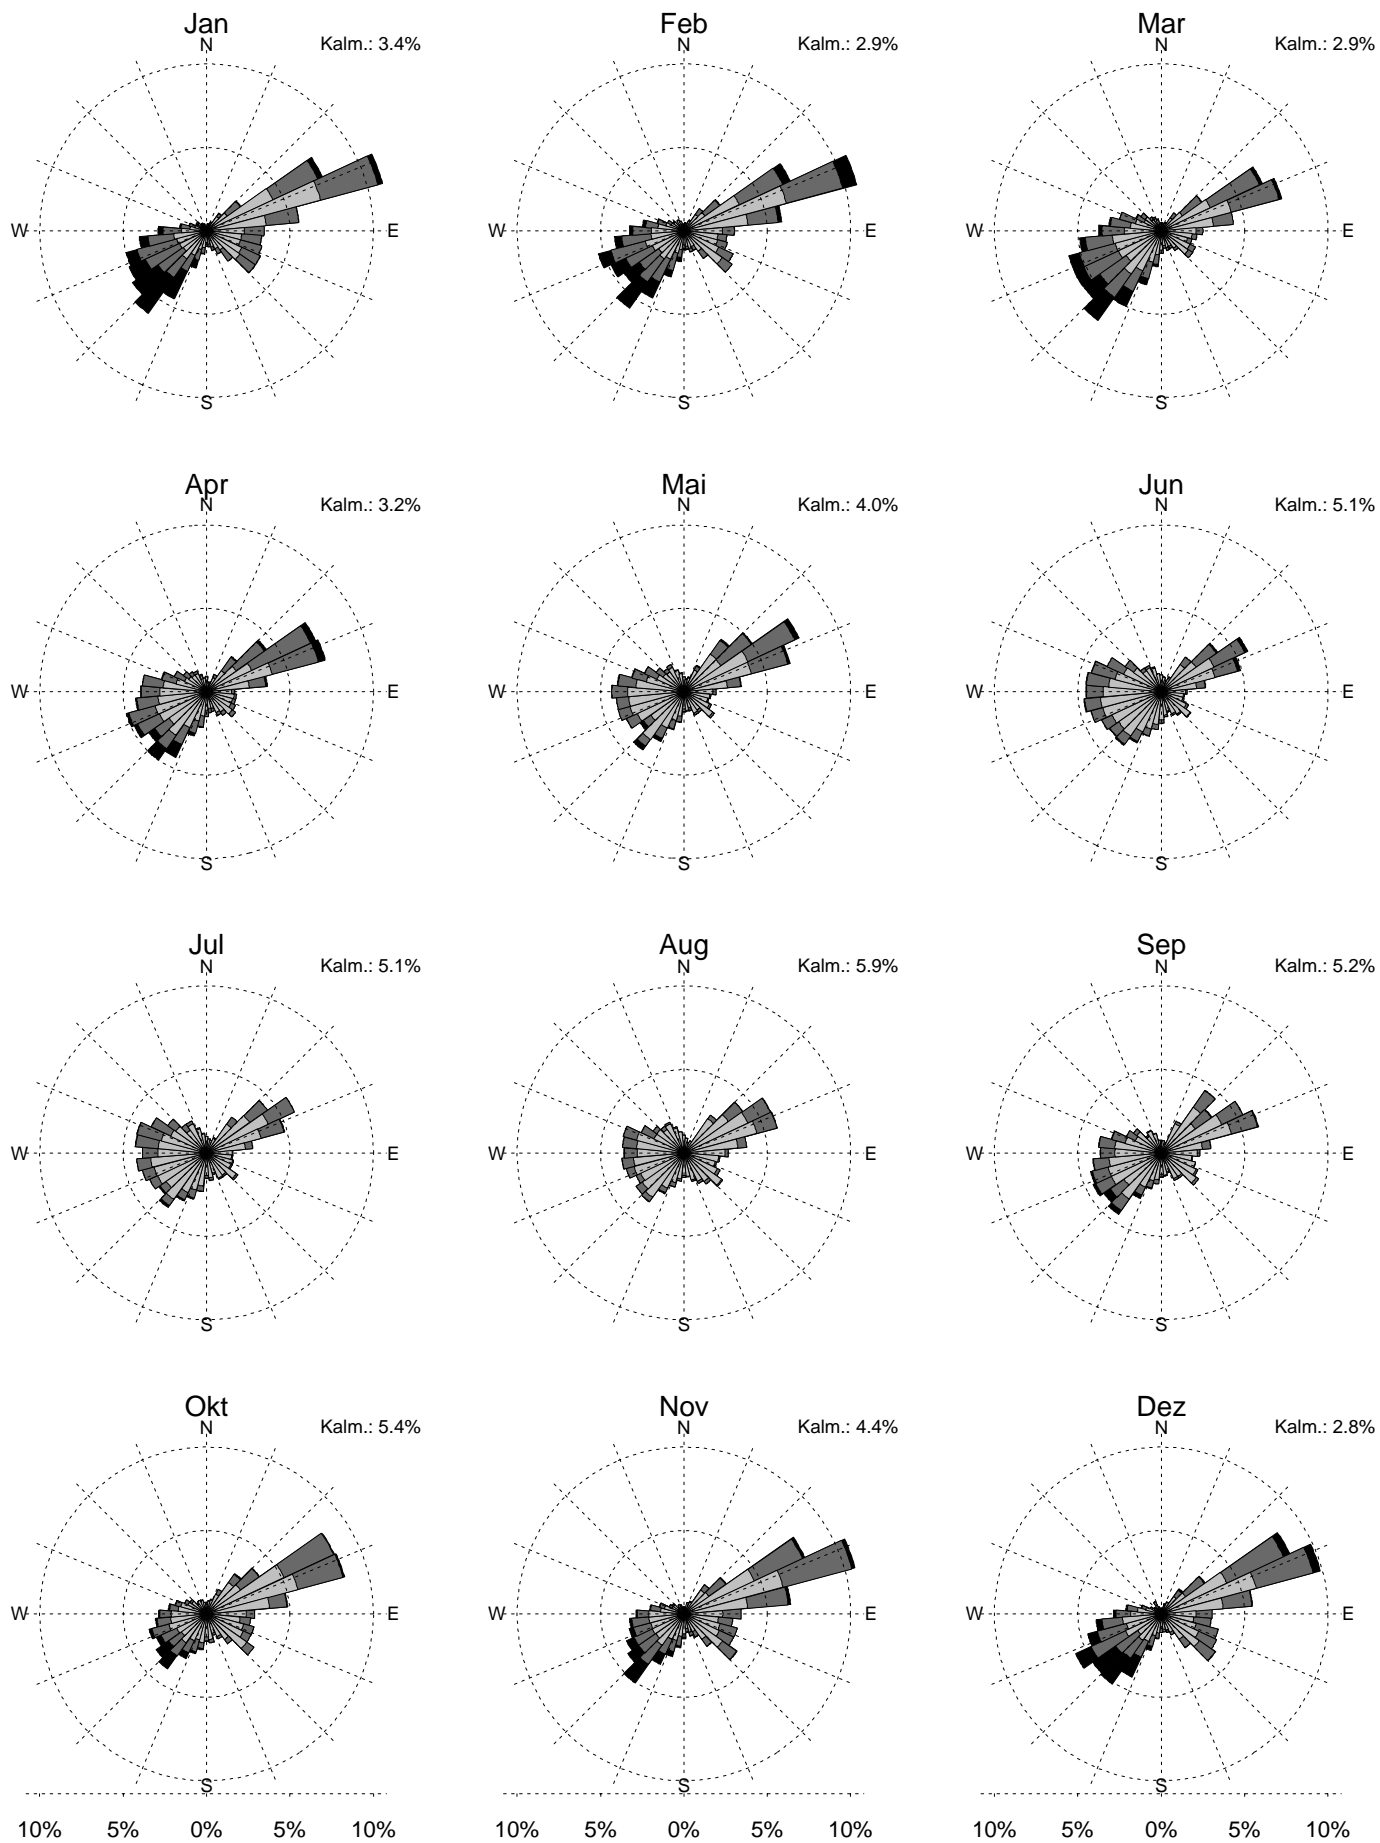 Jan Feb Mar
N Kalm.: 3.4% N Kalm.: 2.9% N Kalm.: 2.9%
W E W E W E
S S S
Apr Mai Jun
N Kalm.: 3.2% N Kalm.: 4.0% N Kalm.: 5.1%
W E W E W E
S S S
Jul Aug Sep
N Kalm.: 5.1% N Kalm.: 5.9% N Kalm.: 5.2%
W E W E W E
S S S
Okt Nov Dez
N Kalm.: 5.4% N Kalm.: 4.4% N Kalm.: 2.8%
W E W E W E
S S S
10% 5% 0% 5% 10% 10% 5% 0% 5% 10% 10% 5% 0% 5% 10%